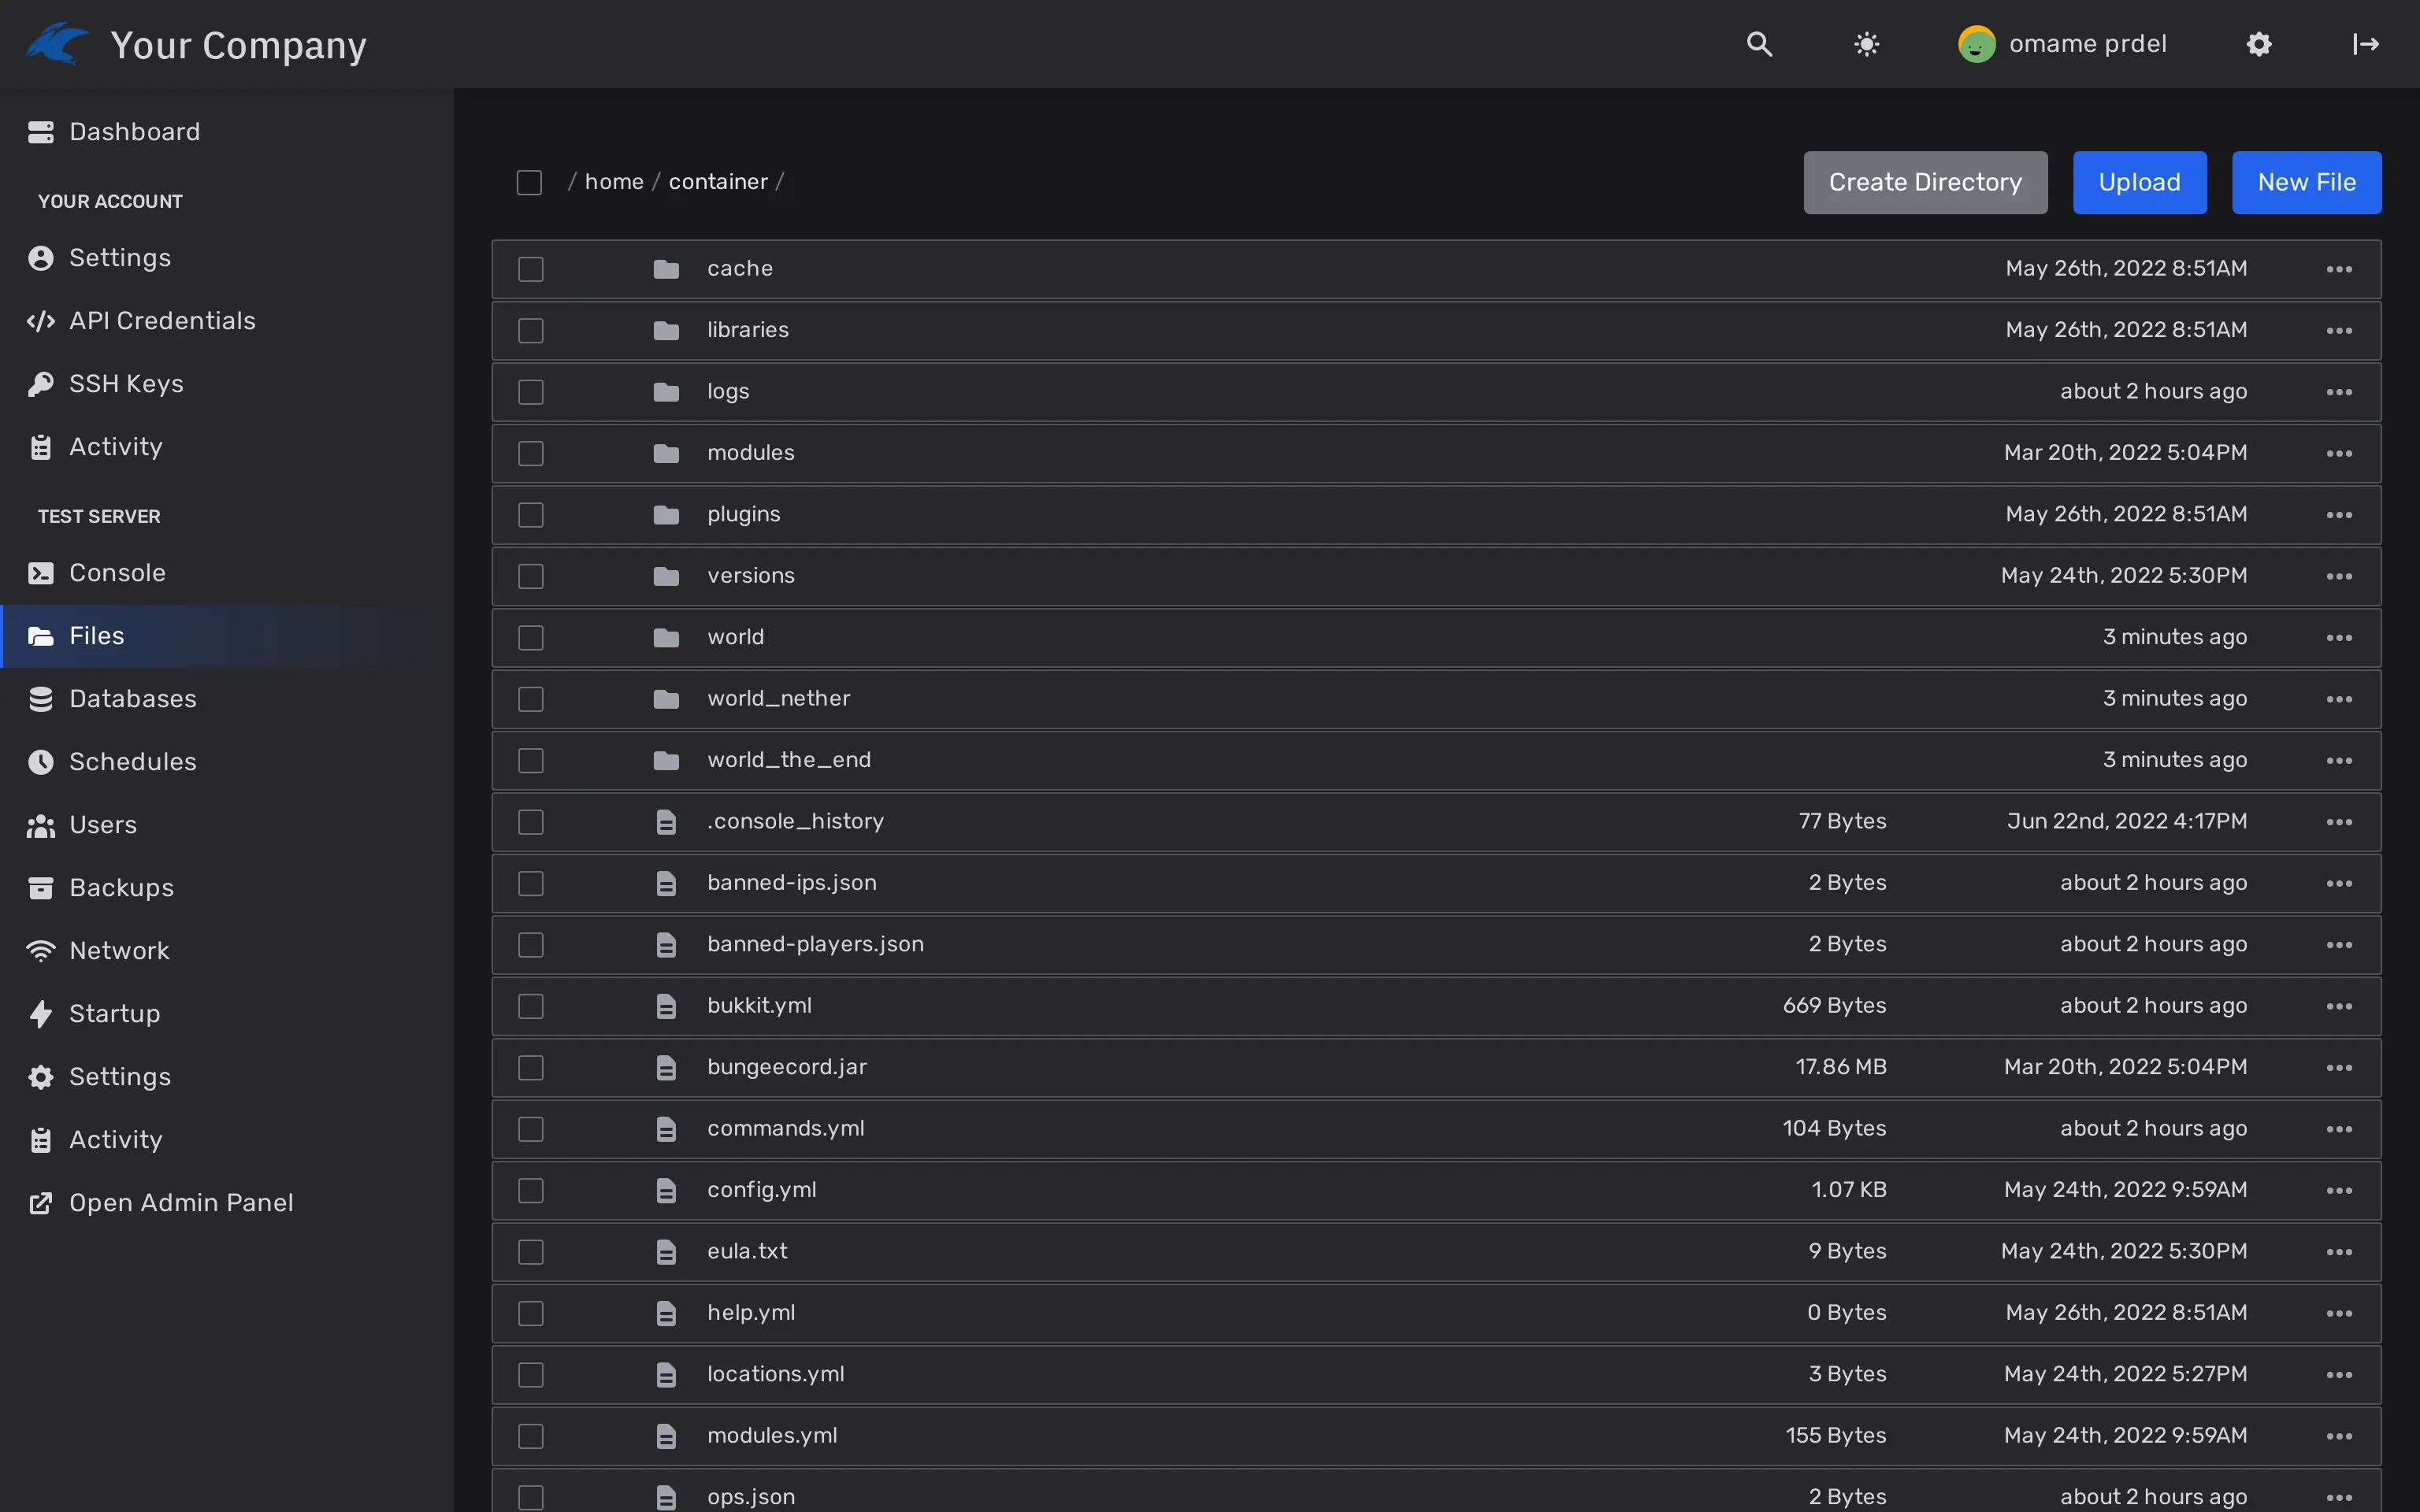 Your Company
omame prdel
Dashboard
YOUR ACCOUNT
Settings
API Credentials
SSH Keys
Activity
TEST SERVER
Console
Files
Databases
Schedules
Users
Backups
Network
Startup
Settings
Activity
Open Admin Panel
/ home / container /
Create Directory
Upload
New File
cache May 26th, 2022 8:51AM
libraries May 26th, 2022 8:51AM
logs about 2 hours ago
modules Mar 20th, 2022 5:04PM
plugins May 26th, 2022 8:51AM
versions May 24th, 2022 5:30PM
world 3 minutes ago
world_nether 3 minutes ago
world_the_end 3 minutes ago
.console_history 77 Bytes Jun 22nd, 2022 4:17PM
banned-ips.json 2 Bytes about 2 hours ago
banned-players.json 2 Bytes about 2 hours ago
bukkit.yml 669 Bytes about 2 hours ago
bungeecord.jar 17.86 MB Mar 20th, 2022 5:04PM
commands.yml 104 Bytes about 2 hours ago
config.yml 1.07 KB May 24th, 2022 9:59AM
eula.txt 9 Bytes May 24th, 2022 5:30PM
help.yml 0 Bytes May 26th, 2022 8:51AM
locations.yml 3 Bytes May 24th, 2022 5:27PM
modules.yml 155 Bytes May 24th, 2022 9:59AM
ops.json 2 Bytes about 2 hours ago